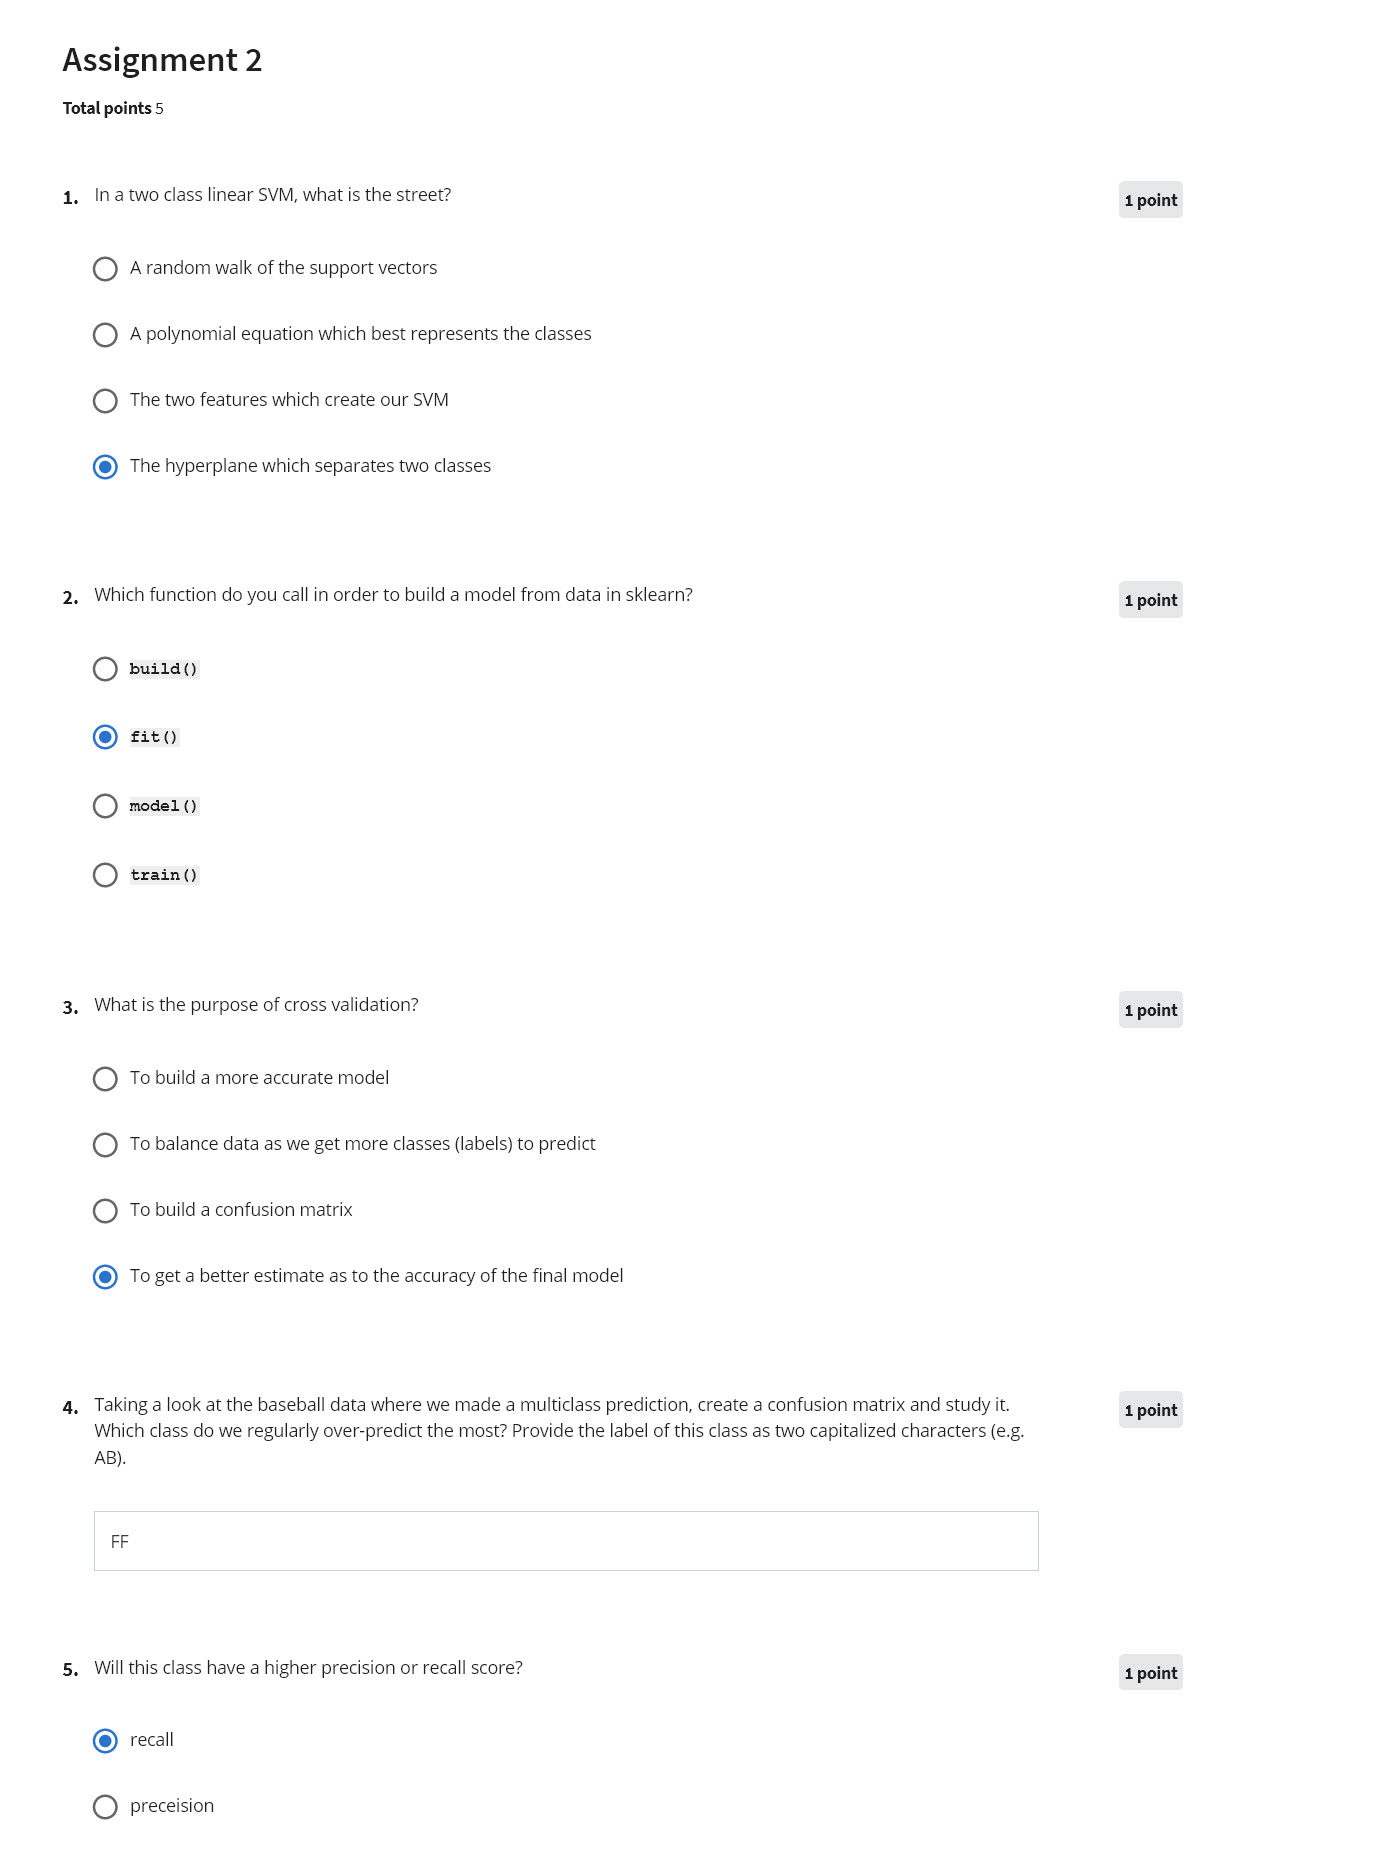 Assignment 2
Total points 5
1. In a two class linear SVM, what is the street?
1 point
A random walk of the support vectors
A polynomial equation which best represents the classes
The two features which create our SVM
The hyperplane which separates two classes
2. Which function do you call in order to build a model from data in sklearn?
1 point
build()
fit()
model()
train()
3. What is the purpose of cross validation?
1 point
To build a more accurate model
To balance data as we get more classes (labels) to predict
To build a confusion matrix
To get a better estimate as to the accuracy of the final model
4. Taking a look at the baseball data where we made a multiclass prediction, create a confusion matrix and study it.
1 point
Which class do we regularly over-predict the most? Provide the label of this class as two capitalized characters (e.g.
AB).
FF
5. Will this class have a higher precision or recall score?
1 point
recall
preceision